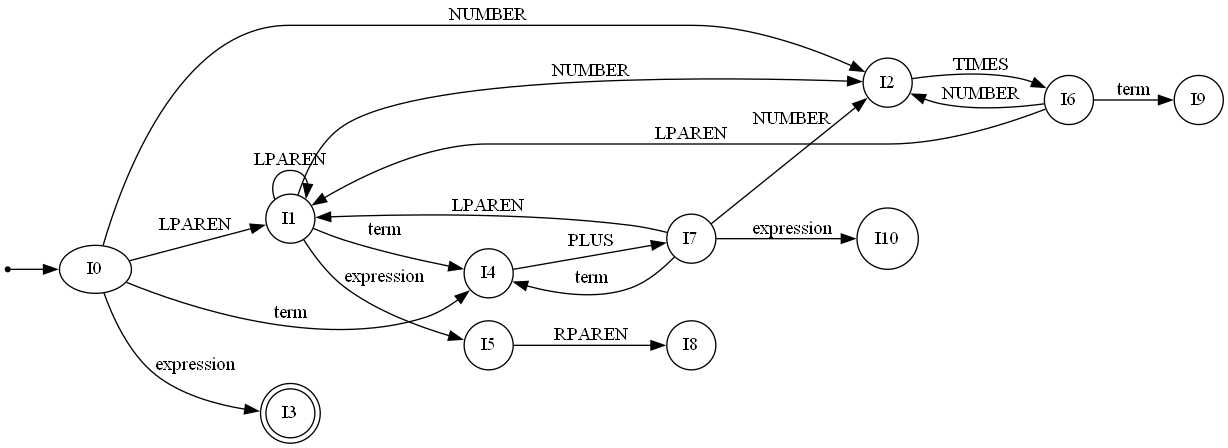 NUMBER
TIMES
NUMBER
I2
term
NUMBER
I6
I9
NUMBER
LPAREN
LPAREN
LPAREN
LPAREN
I1
term
PLUS
I7
expression
I10
I0
expression
I4
term
term
I5
RPAREN
I8
expression
I3